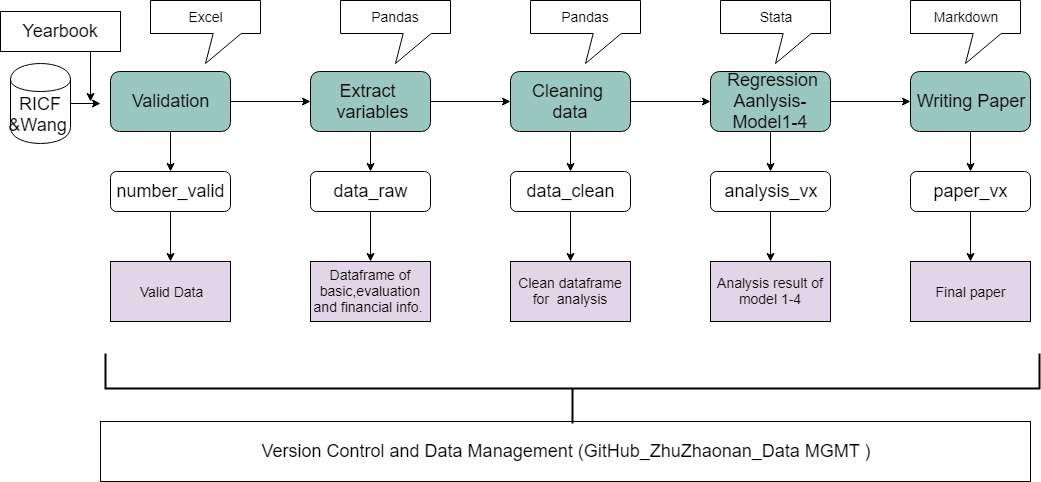 Yearbook
Excel
Pandas
Pandas
Stata
Markdown
RICF
&Wang
Validation
Extract
variables
Cleaning
data
Regression
Aanlysis-
Model1-4
Writing Paper
number_valid
data_raw
data_clean
analysis_vx
paper_vx
Valid Data
Dataframe of
basic,evaluation
and financial info.
Clean dataframe
for analysis
Analysis result of
model 1-4
Final paper
Version Control and Data Management (GitHub_ZhuZhaonan_Data MGMT )